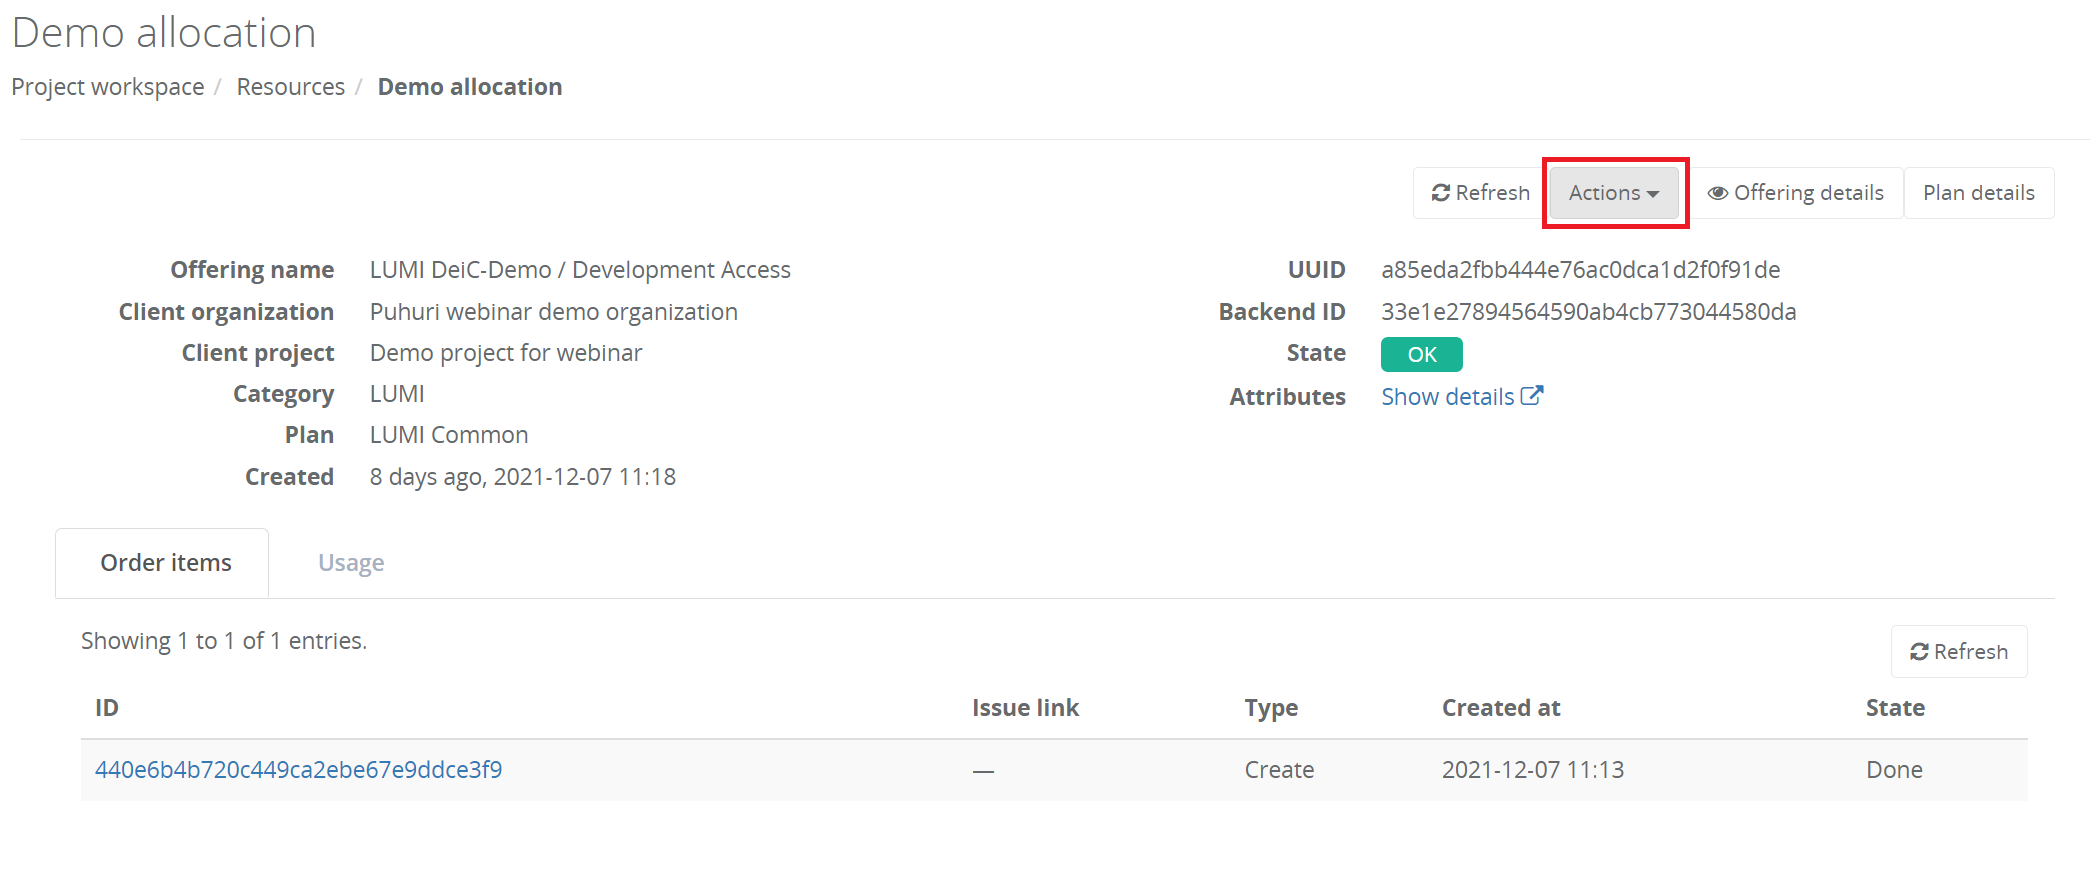 Demo allocation
Project workspace / Resources / Demo allocation
Refresh Actions Offering details Plan details
Offering name LUMI DeiC-Demo / Development Access
Client organization Puhuri webinar demo organization
Client project Demo project for webinar
Category LUMI
Plan LUMI Common
Created 8 days ago, 2021-12-07 11:18
UUID a85eda2fbb444e76ac0dca1d2f0f91de
Backend ID 33e1e27894564590ab4cb773044580da
State OK
Attributes Show details
Order items Usage
Showing 1 to 1 of 1 entries.
Refresh
ID Issue link Type Created at State
440e6b4b720c449ca2ebe67e9ddce3f9 — Create 2021-12-07 11:13 Done